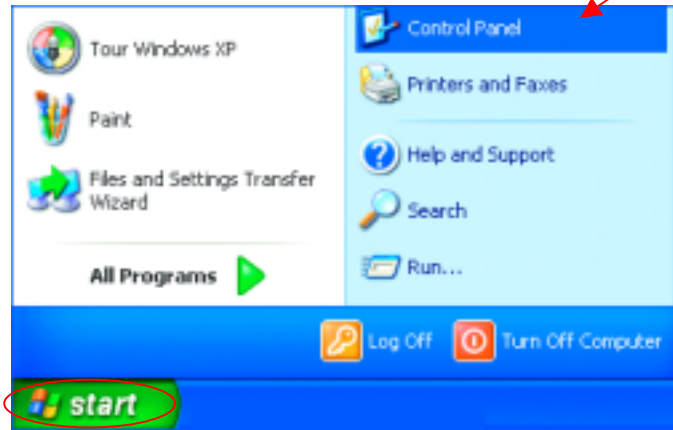 Tour Windows XP
Paint
Files and Settings Transfer
Wizard
All Programs
Control Panel
Printers and Faxes
Help and Support
Search
Run...
Log Off
Turn Off Computer
start